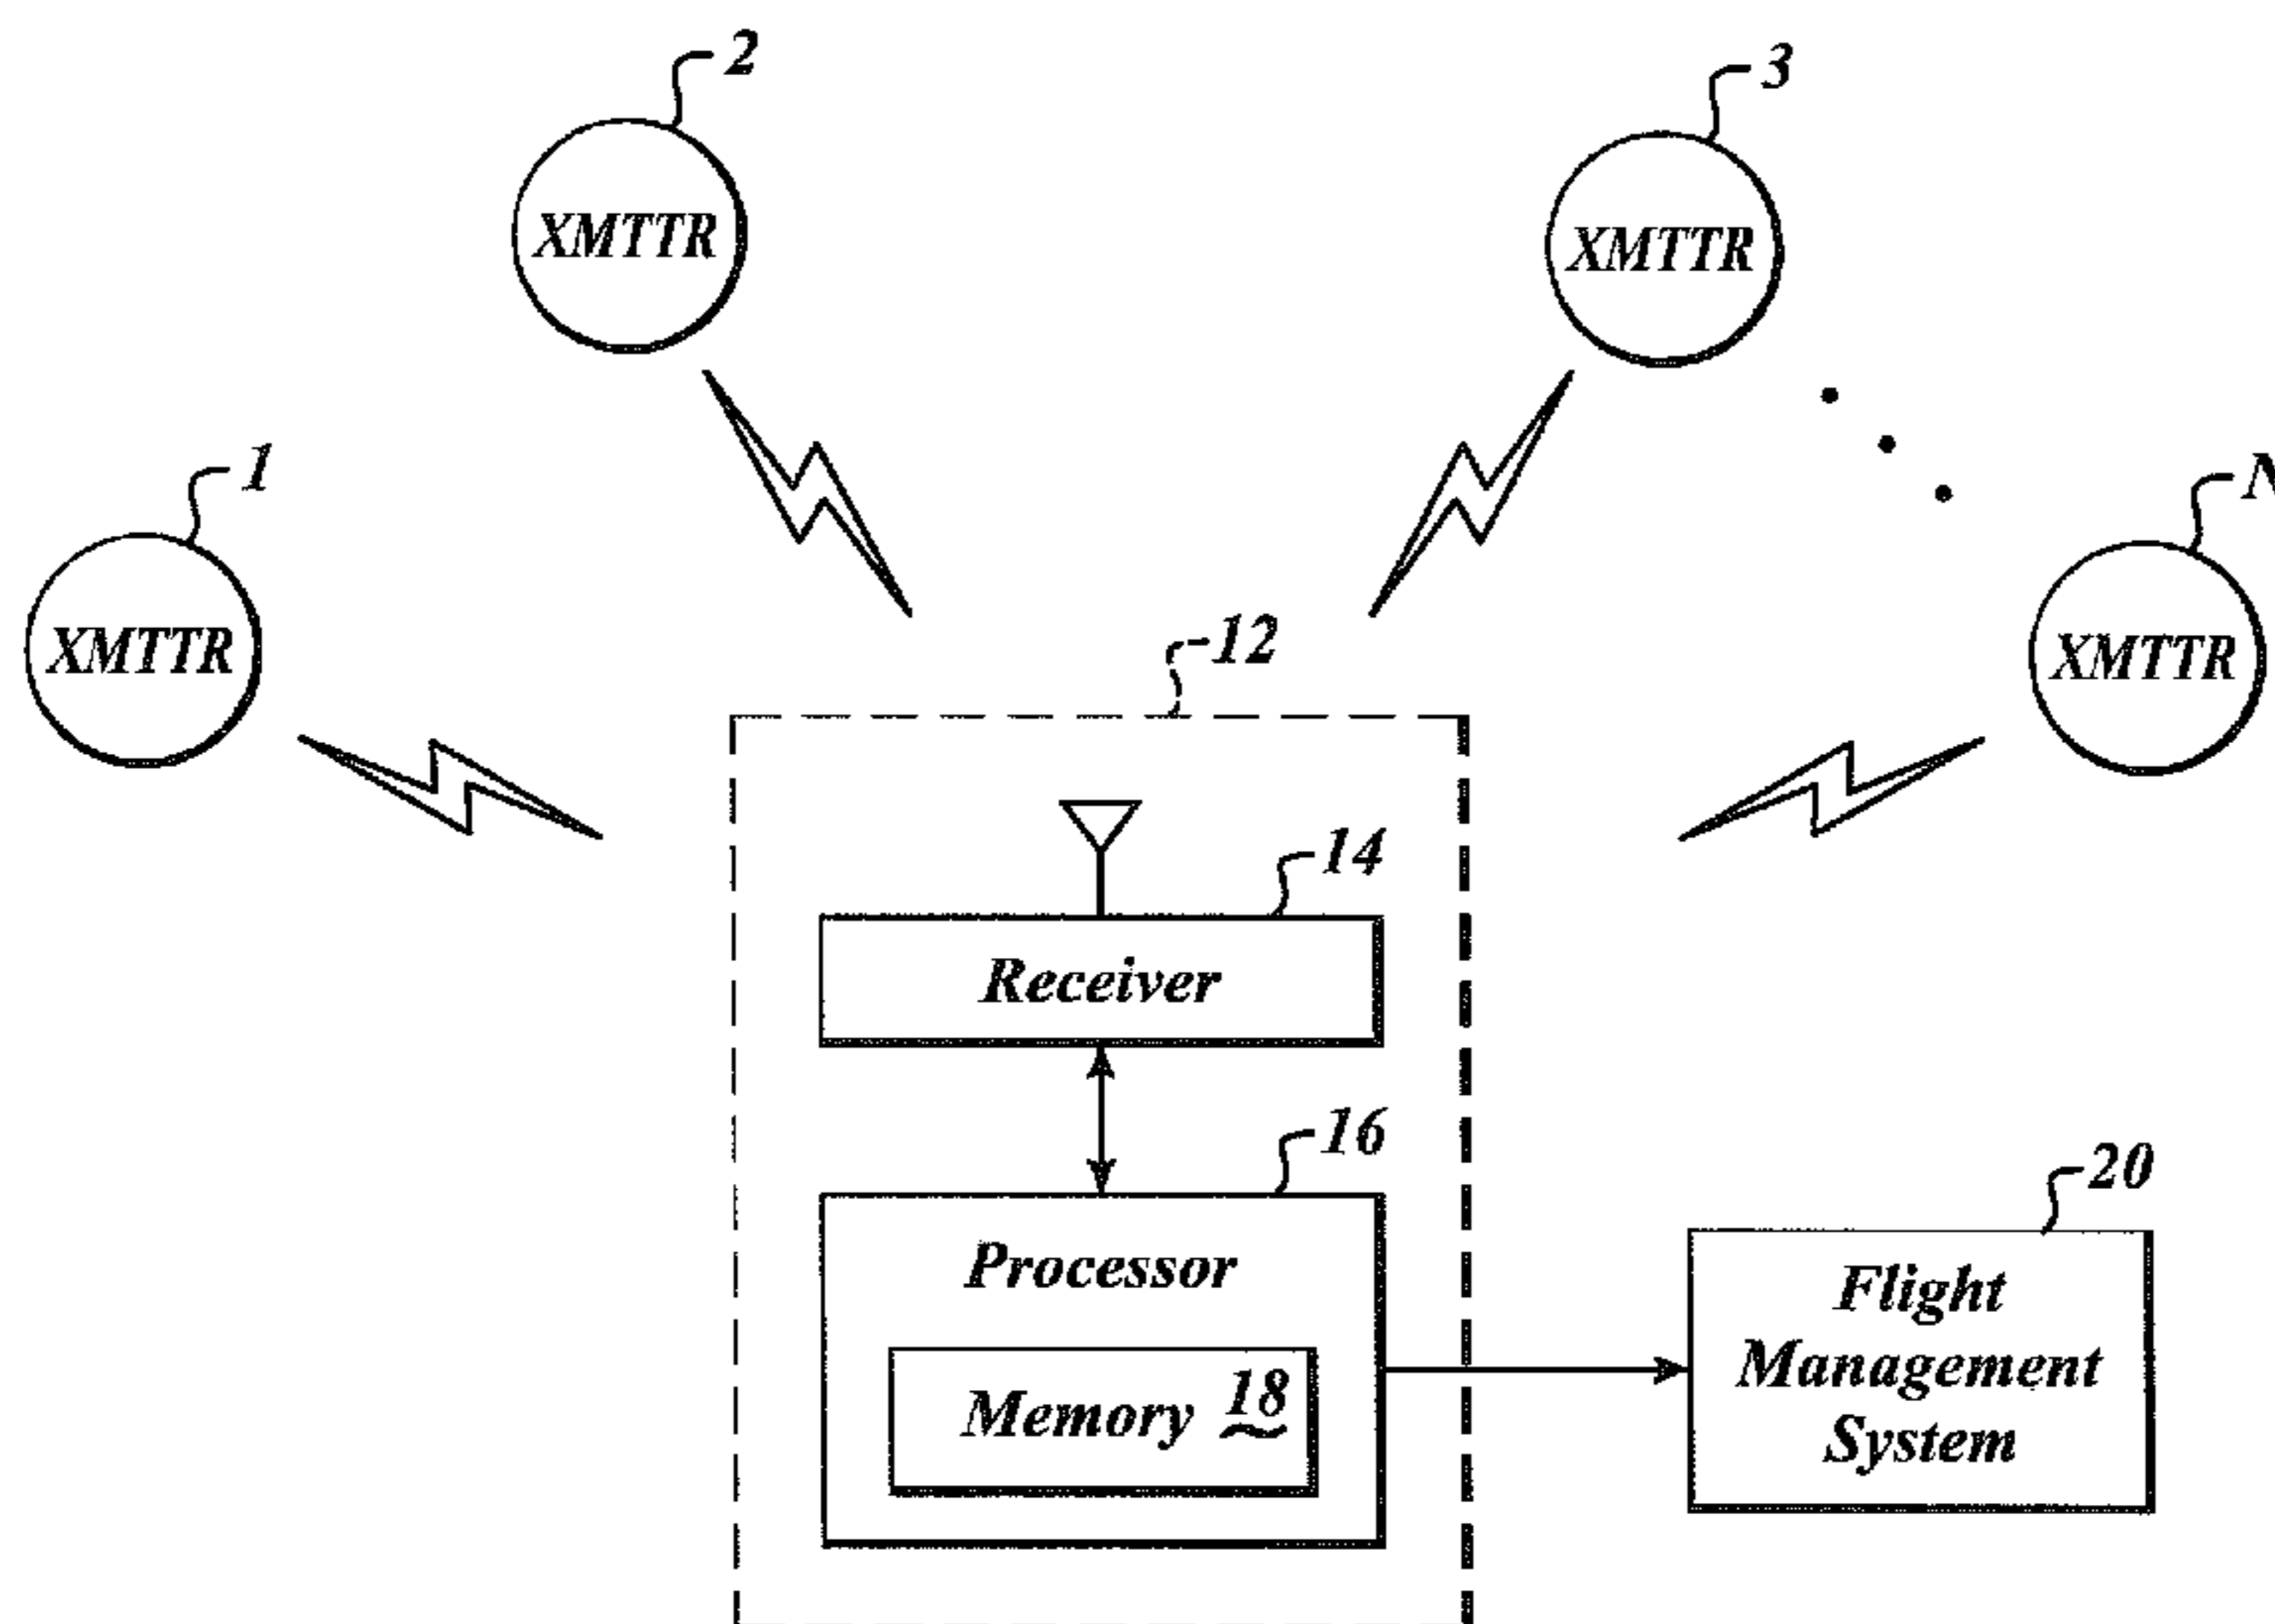 2
3
1
N
XMTTR
XMTTR
XMTTR
XMTTR
12
14
Receiver
16
Processor
Memory 18
20
Flight
Management
System